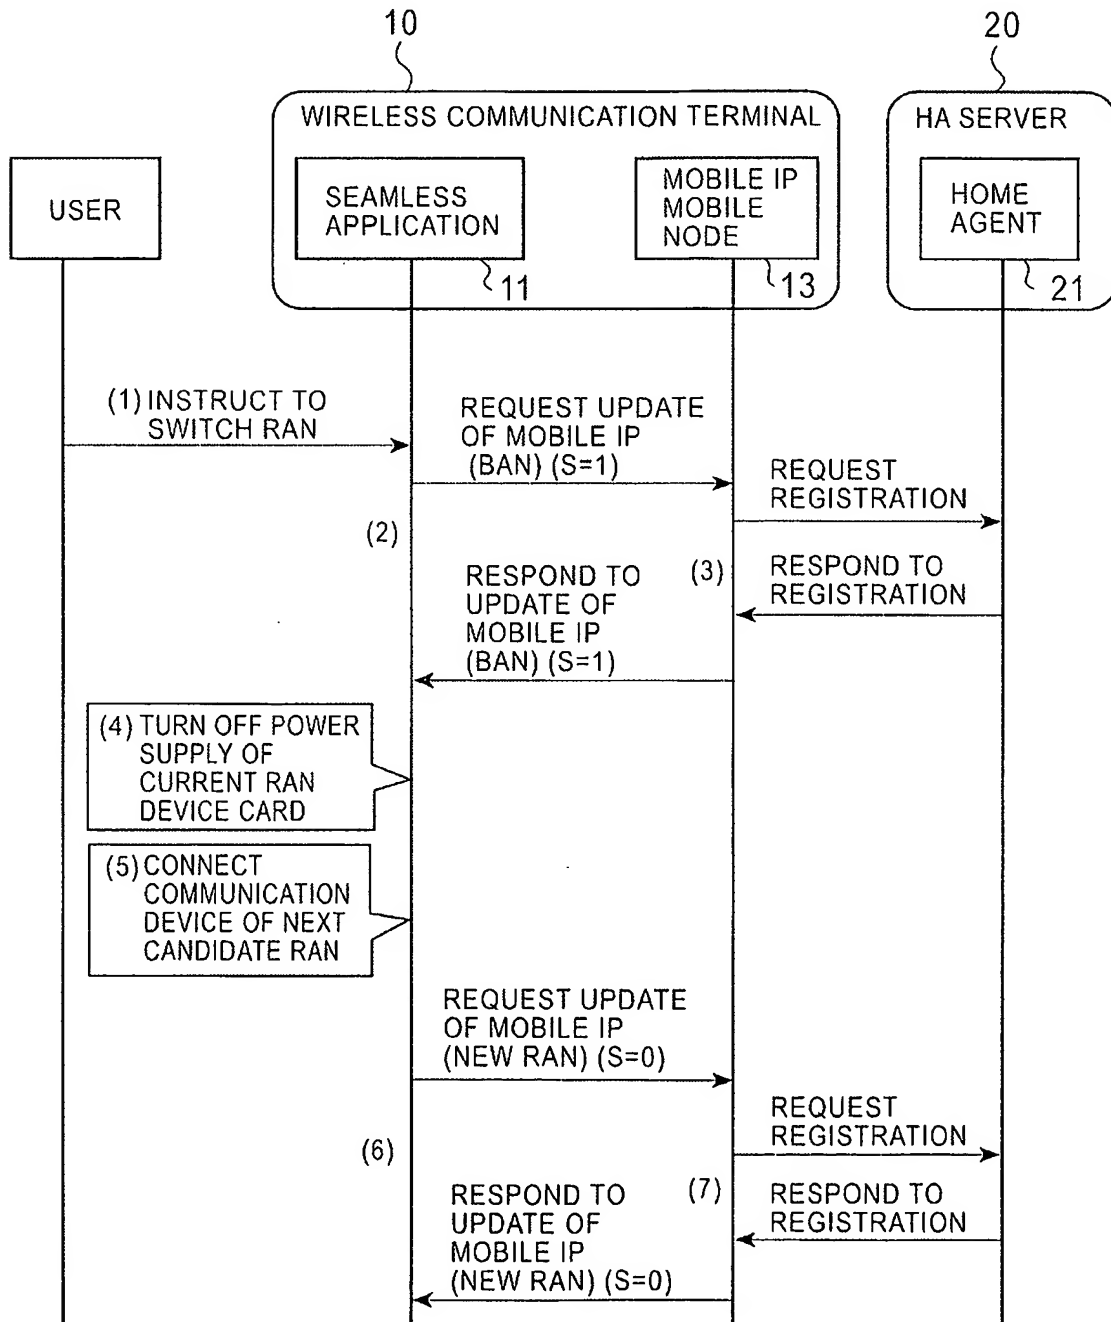 10
20
WIRELESS COMMUNICATION TERMINAL
HA SERVER
USER
SEAMLESS
APPLICATION
11
MOBILE IP
MOBILE
NODE
13
HOME
AGENT
21
(1) INSTRUCT TO
SWITCH RAN
REQUEST UPDATE
OF MOBILE IP
(BAN) (S=1)
REQUEST
REGISTRATION
(2)
(3)
RESPOND TO
REGISTRATION
RESPOND TO
UPDATE OF
MOBILE IP
(BAN) (S=1)
(4) TURN OFF POWER
SUPPLY OF
CURRENT RAN
DEVICE CARD
(5) CONNECT
COMMUNICATION
DEVICE OF NEXT
CANDIDATE RAN
REQUEST UPDATE
OF MOBILE IP
(NEW RAN) (S=0)
REQUEST
REGISTRATION
(6)
(7)
RESPOND TO
REGISTRATION
RESPOND TO
UPDATE OF
MOBILE IP
(NEW RAN) (S=0)